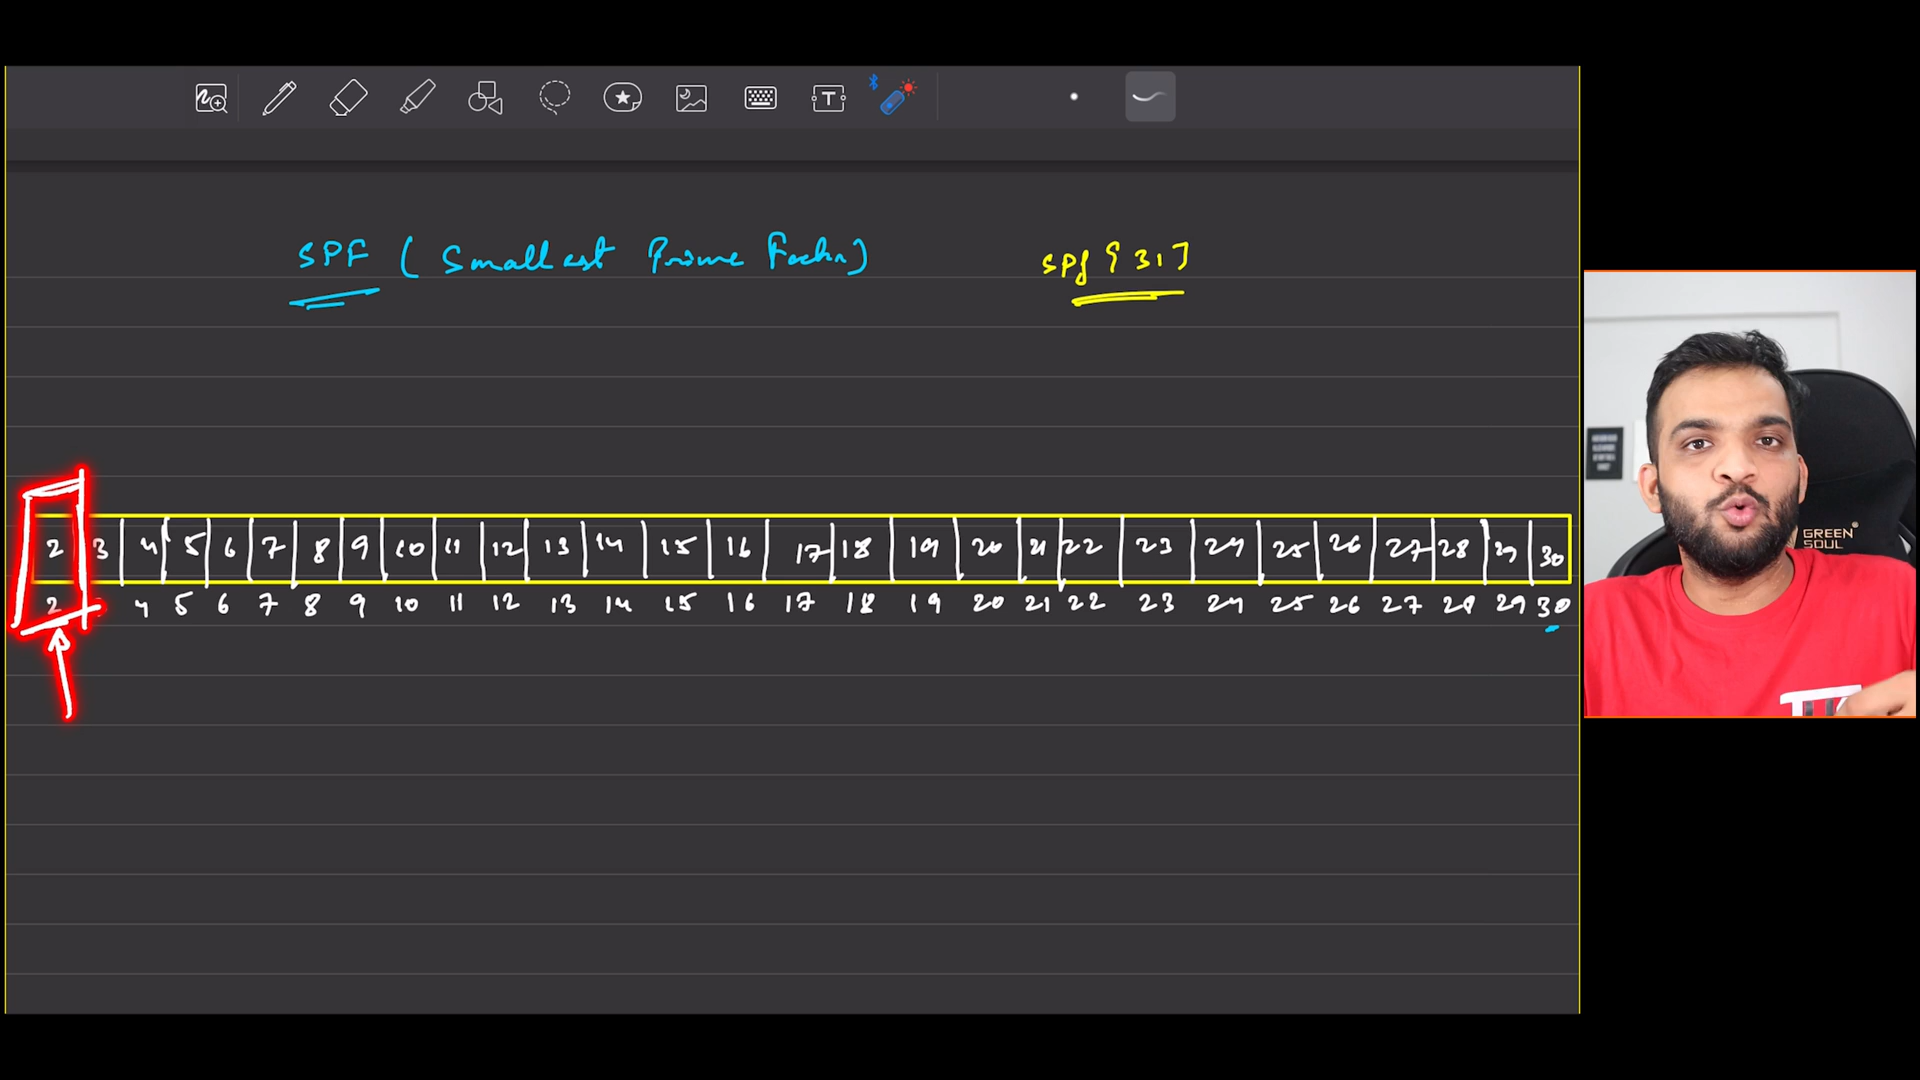 SPF (Smallest Prime Factor) spf[31]
2 3 4 5 6 7 8 9 10 11 12 13 14 15 16 17 18 19 20 21 22 23 24 25 26 27 28 29 30
2 4 5 6 7 8 9 10 11 12 13 14 15 16 17 18 19 20 21 22 23 24 25 26 27 28 29 30
GREEN SOUL